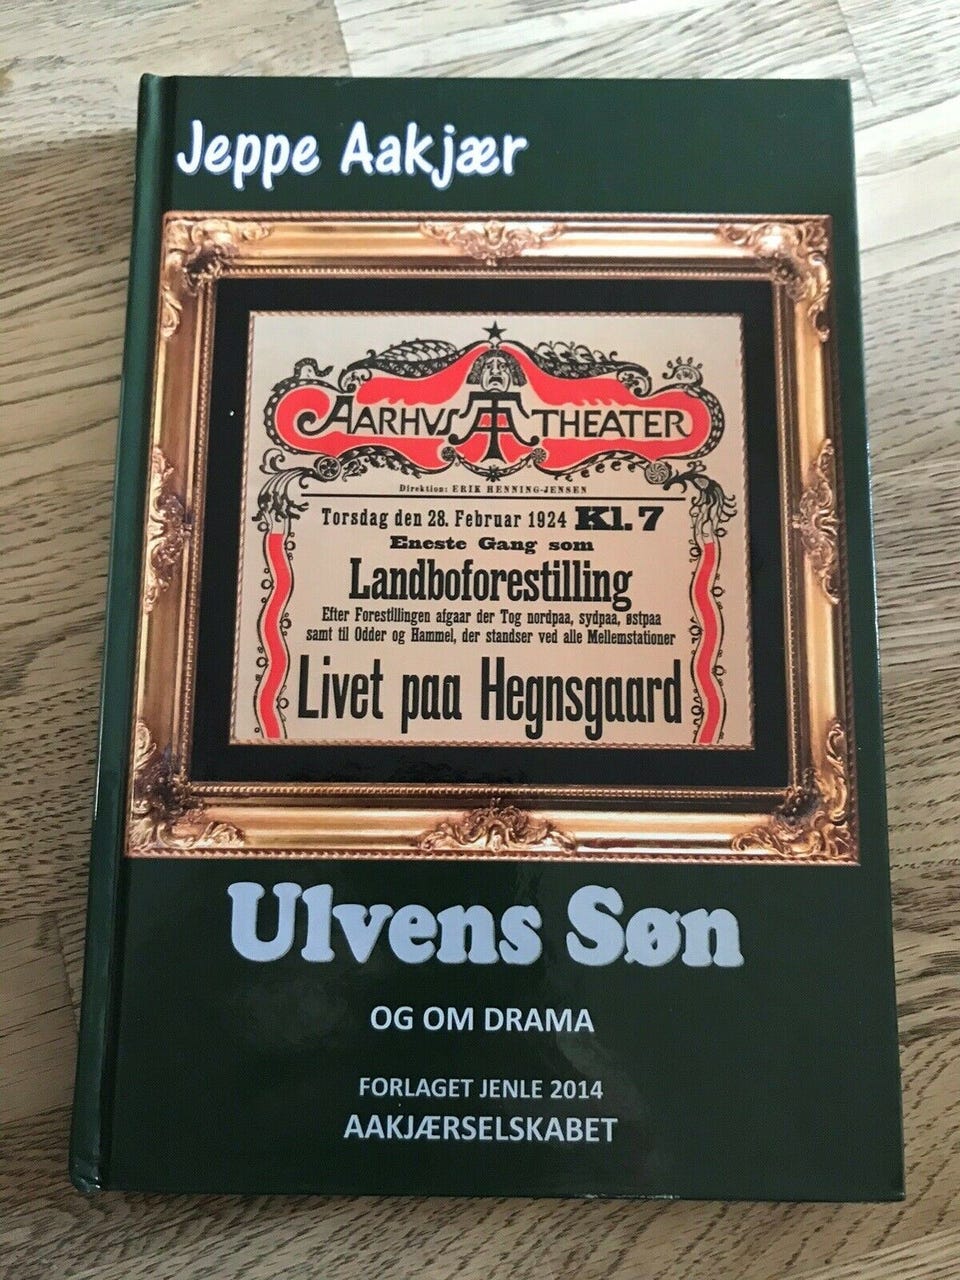 Jeppe Aakjær
AARHVS AT THEATER
Direktion: ERIK HENNING-JENSEN
Torsdag den 28. Februar 1924 Kl. 7
Eneste Gang som
Landboforestilling
Efter Forestillingen afgaar der Tog nordpaa, sydpaa, østpaa
samt til Odder og Hammel, der standser ved alle Mellemstationer
Livet paa Hegnsgaard
Ulvens Søn
OG OM DRAMA
FORLAGET JENLE 2014
AAKJÆRSELSKABET